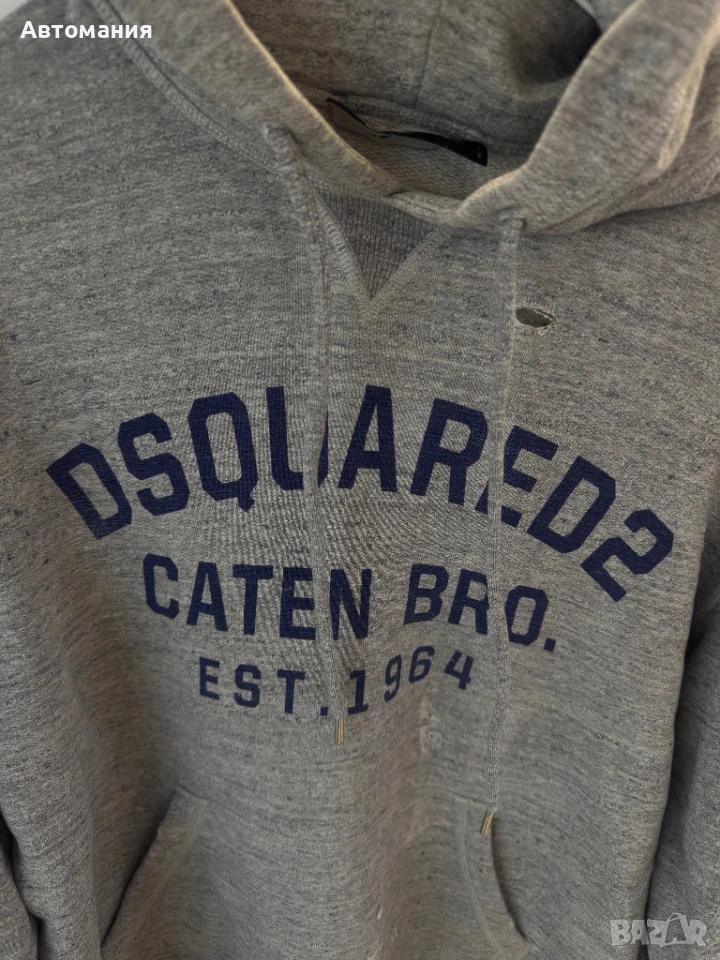 Автомания
DSQUARED2
CATEN BRO.
EST. 1964
BAZAR